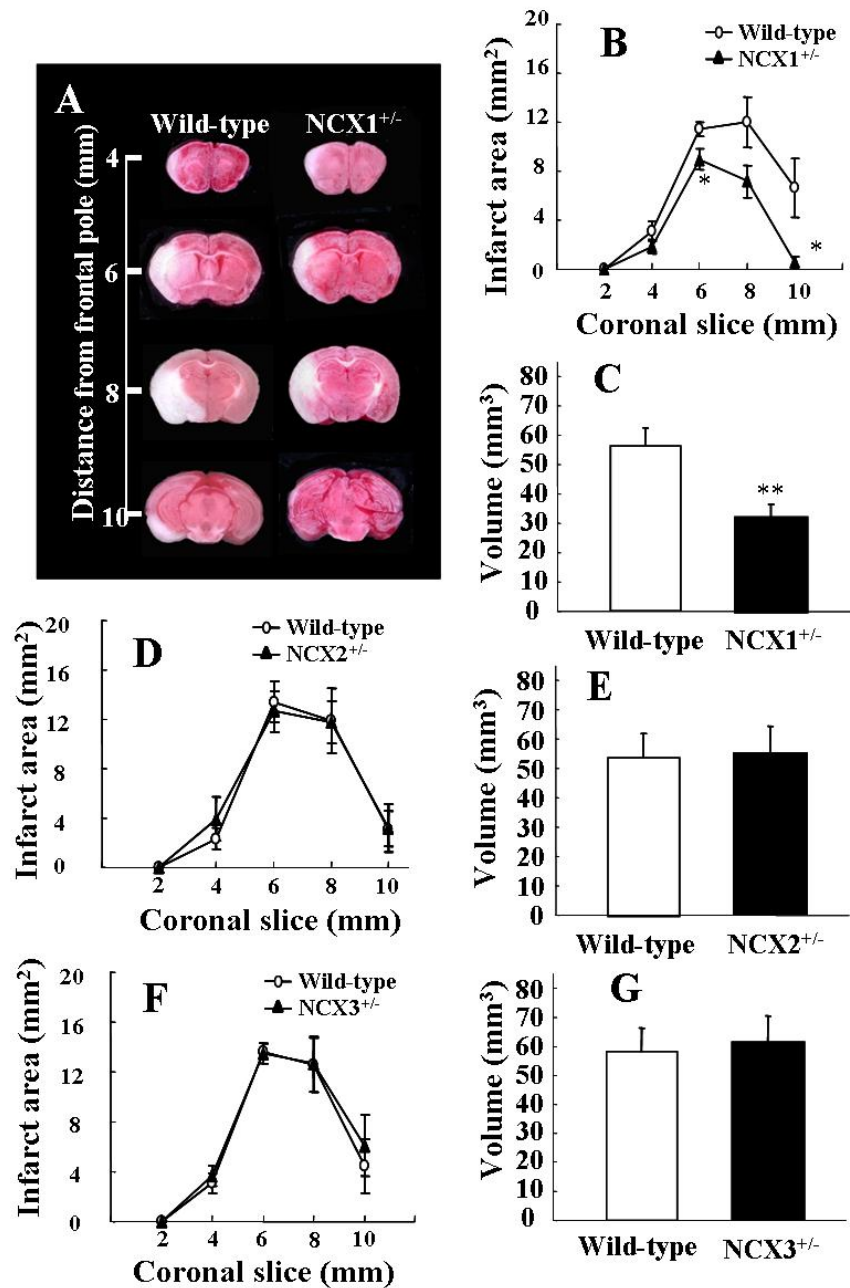 A
Wild-type NCX1+/-
Distance from frontal pole (mm)
4
6
8
10
B
Wild-type
NCX1+/-
Infarct area (mm2)
20
16
12
8
4
0
*
*
2 4 6 8 10
Coronal slice (mm)
C
Volume (mm3)
80
70
60
50
40
30
20
10
0
**
Wild-type NCX1+/-
D
Wild-type
NCX2+/-
Infarct area (mm2)
20
16
12
8
4
0
2 4 6 8 10
Coronal slice (mm)
E
Volume (mm3)
80
70
60
50
40
30
20
10
0
Wild-type NCX2+/-
F
Wild-type
NCX3+/-
Infarct area (mm2)
20
16
12
8
4
0
2 4 6 8 10
Coronal slice (mm)
G
Volume (mm3)
80
70
60
50
40
30
20
10
0
Wild-type NCX3+/-